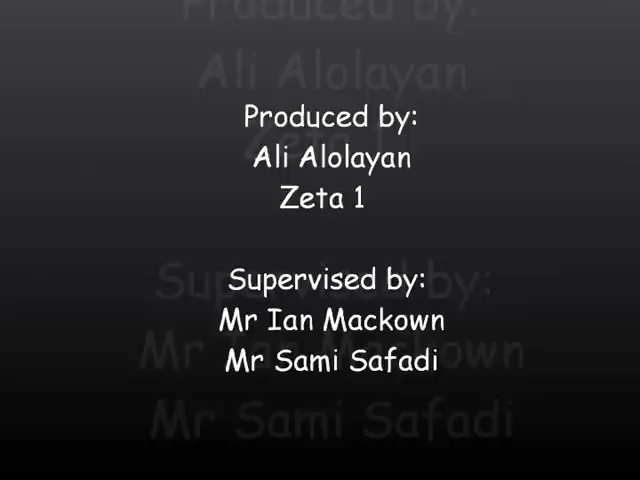 Produced by:
Ali Alolayan
Zeta 1
Supervised by:
Mr Ian Mackown
Mr Sami Safadi